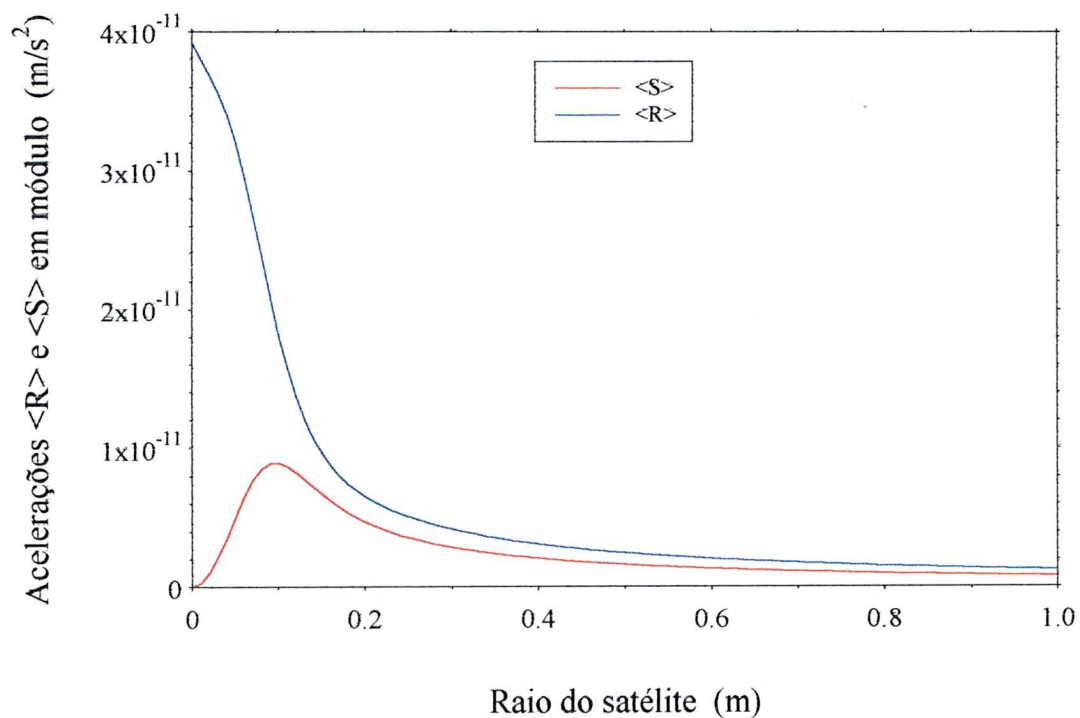 Acelerações <R> e <S> em módulo (m/s²)
4x10⁻¹¹
3x10⁻¹¹
2x10⁻¹¹
1x10⁻¹¹
0
<S>
<R>
0 0.2 0.4 0.6 0.8 1.0
Raio do satélite (m)